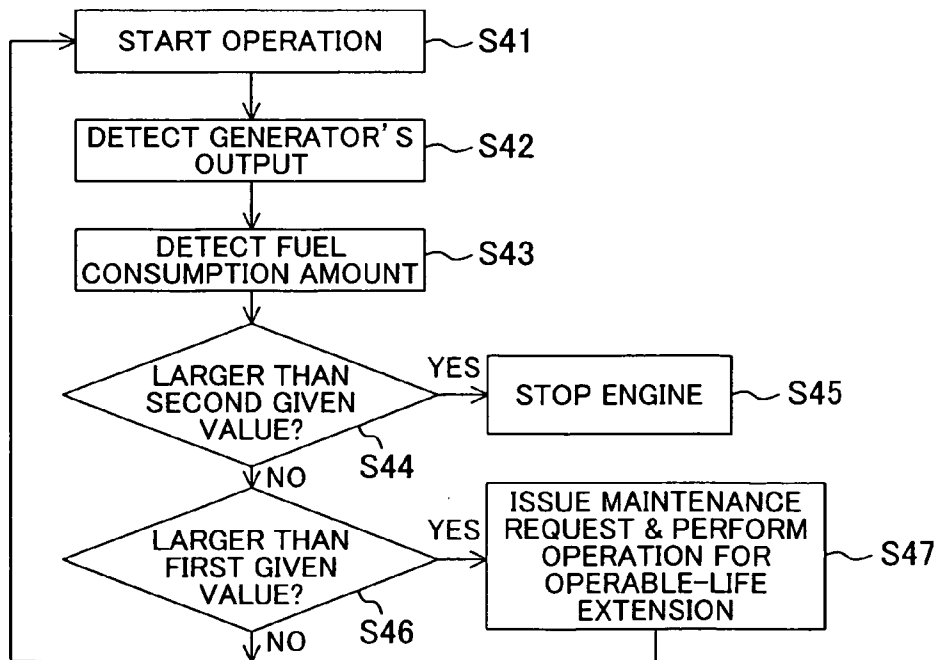 START OPERATION
S41
DETECT GENERATOR'S
OUTPUT
S42
DETECT FUEL
CONSUMPTION AMOUNT
S43
LARGER THAN
SECOND GIVEN
VALUE?
S44
YES
STOP ENGINE
S45
NO
LARGER THAN
FIRST GIVEN
VALUE?
S46
YES
ISSUE MAINTENANCE
REQUEST & PERFORM
OPERATION FOR
OPERABLE-LIFE
EXTENSION
S47
NO